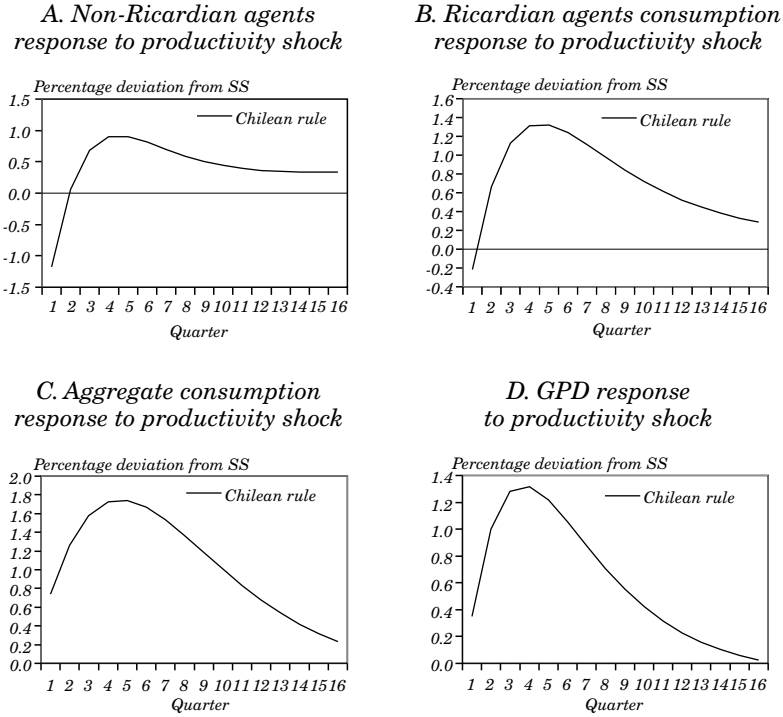 A. Non-Ricardian agents
response to productivity shock
Percentage deviation from SS
1.5
1.0
0.5
0.0
-0.5
-1.0
-1.5
Chilean rule
1 2 3 4 5 6 7 8 9 10 11 12 13 14 15 16
Quarter
B. Ricardian agents consumption
response to productivity shock
Percentage deviation from SS
1.6
1.4
1.2
1.0
0.8
0.6
0.4
0.2
0.0
-0.2
-0.4
Chilean rule
1 2 3 4 5 6 7 8 9 10 11 12 13 14 15 16
Quarter
C. Aggregate consumption
response to productivity shock
Percentage deviation from SS
2.0
1.8
1.6
1.4
1.2
1.0
0.8
0.6
0.4
0.2
0.0
Chilean rule
1 2 3 4 5 6 7 8 9 10 11 12 13 14 15 16
Quarter
D. GPD response
to productivity shock
Percentage deviation from SS
1.4
1.2
1.0
0.8
0.6
0.4
0.2
0.0
Chilean rule
1 2 3 4 5 6 7 8 9 10 11 12 13 14 15 16
Quarter